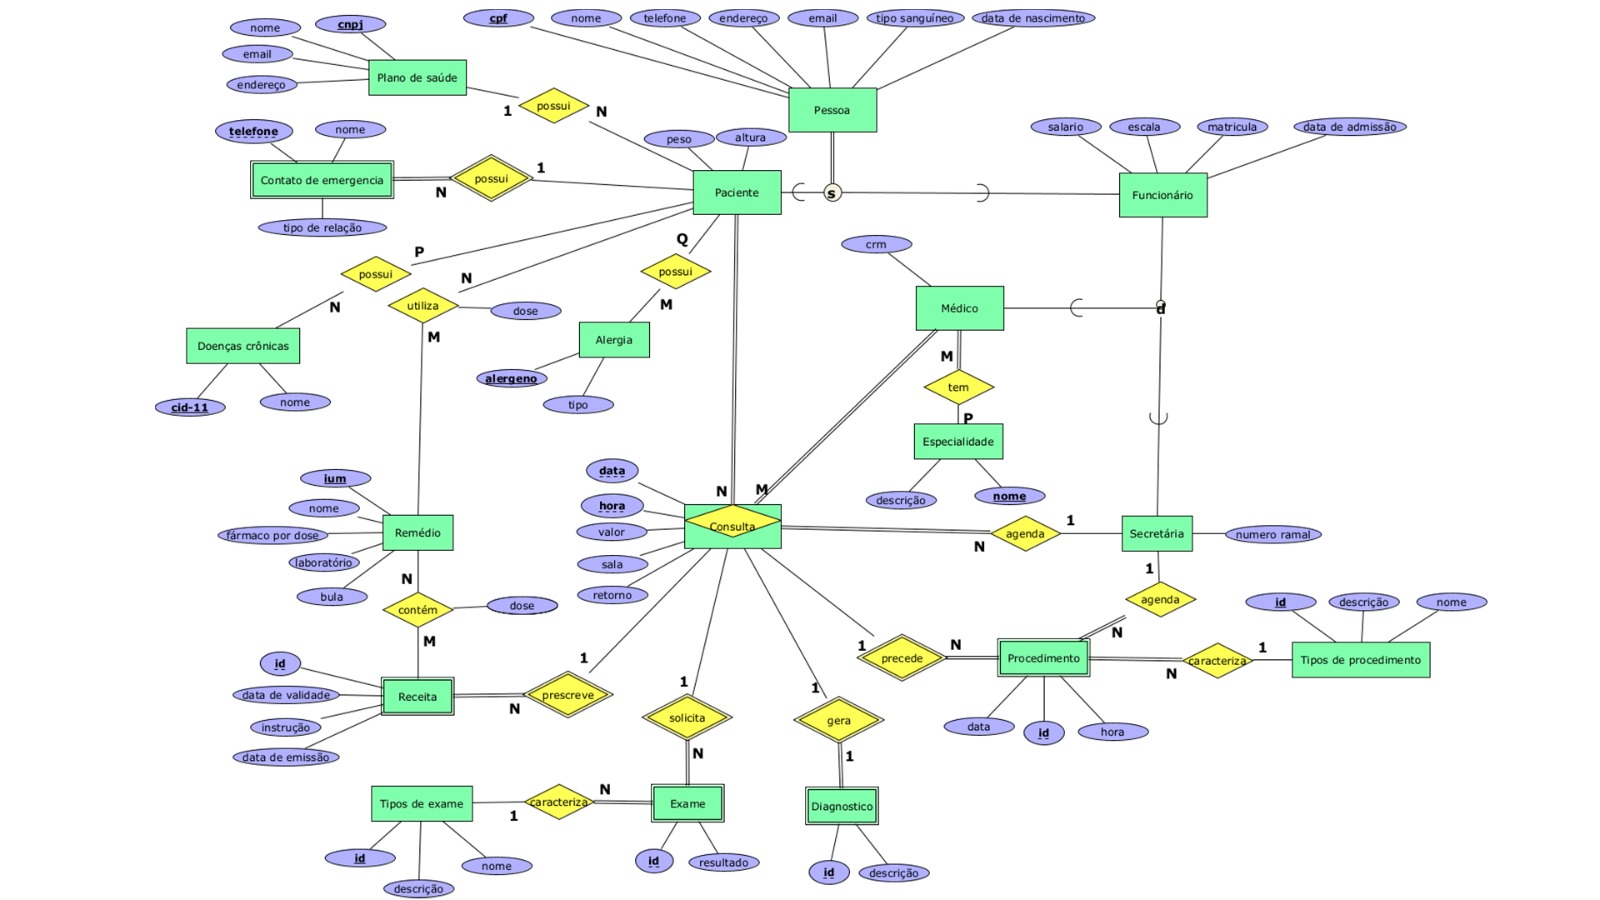 cpf
nome
telefone
endereço
email
tipo sanguíneo
data de nascimento
nome
cnpj
email
endereço
Plano de saúde
1
possui
N
Pessoa
telefone
nome
Contato de emergencia
N
possui
1
tipo de relação
peso
altura
Paciente
s
salario
escala
matricula
data de admissão
Funcionário
P
possui
N
Doenças crônicas
cid-11
nome
N
utiliza
dose
M
Q
possui
M
Alergia
alergeno
tipo
crm
Médico
d
M
tem
P
Especialidade
descrição
nome
ium
nome
fármaco por dose
laboratório
bula
Remédio
N
contém
dose
M
data
hora
valor
sala
retorno
N
M
Consulta
N
agenda
1
Secretária
numero ramal
1
agenda
N
id
descrição
nome
1
precede
N
Procedimento
N
caracteriza
1
Tipos de procedimento
data
id
hora
id
data de validade
instrução
data de emissão
Receita
N
prescreve
1
1
solicita
N
1
gera
1
Tipos de exame
1
caracteriza
N
Exame
Diagnostico
id
descrição
nome
id
resultado
id
descrição